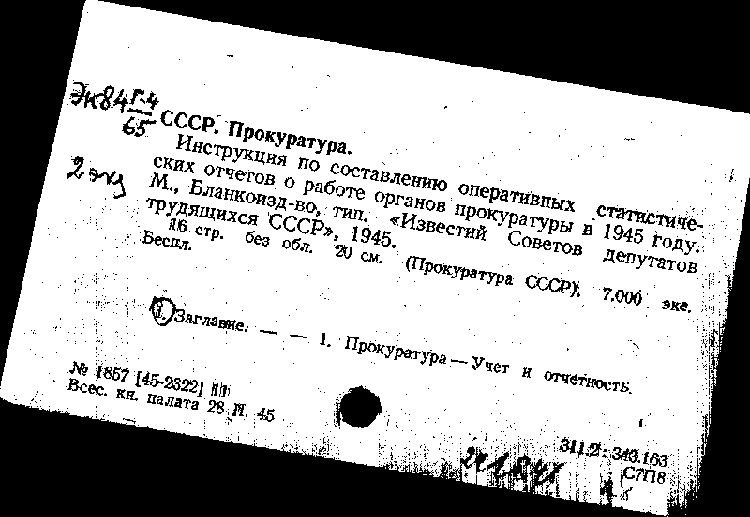 Эк84 Г-4
65
СССР. Прокуратура.
Инструкция по составлению оперативных статистиче-
ских отчетов о работе органов прокуратуры в 1945 году.
М., Бланкоизд-во, тип. «Известий Советов депутатов
трудящихся СССР», 1945.
16 стр. без обл. 20 см. (Прокуратура СССР). 7.000 экз.
Беспл.
2 экз
1. Заглавие. — — 1. Прокуратура — Учет и отчетность.
№ 1857 [45-2322] п
Всес. кн. палата 28 II 45
311.2 : 343.163
С7П8